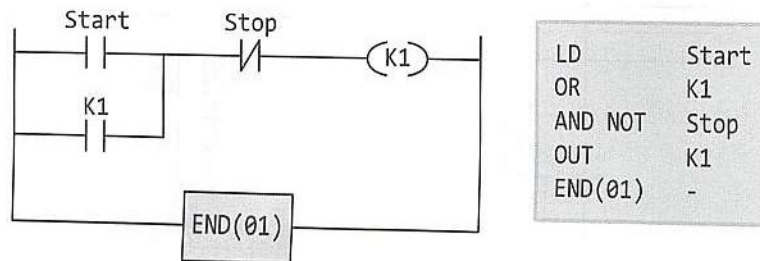 Start
Stop
K1
K1
END(01)
LD Start
OR K1
AND NOT Stop
OUT K1
END(01) -